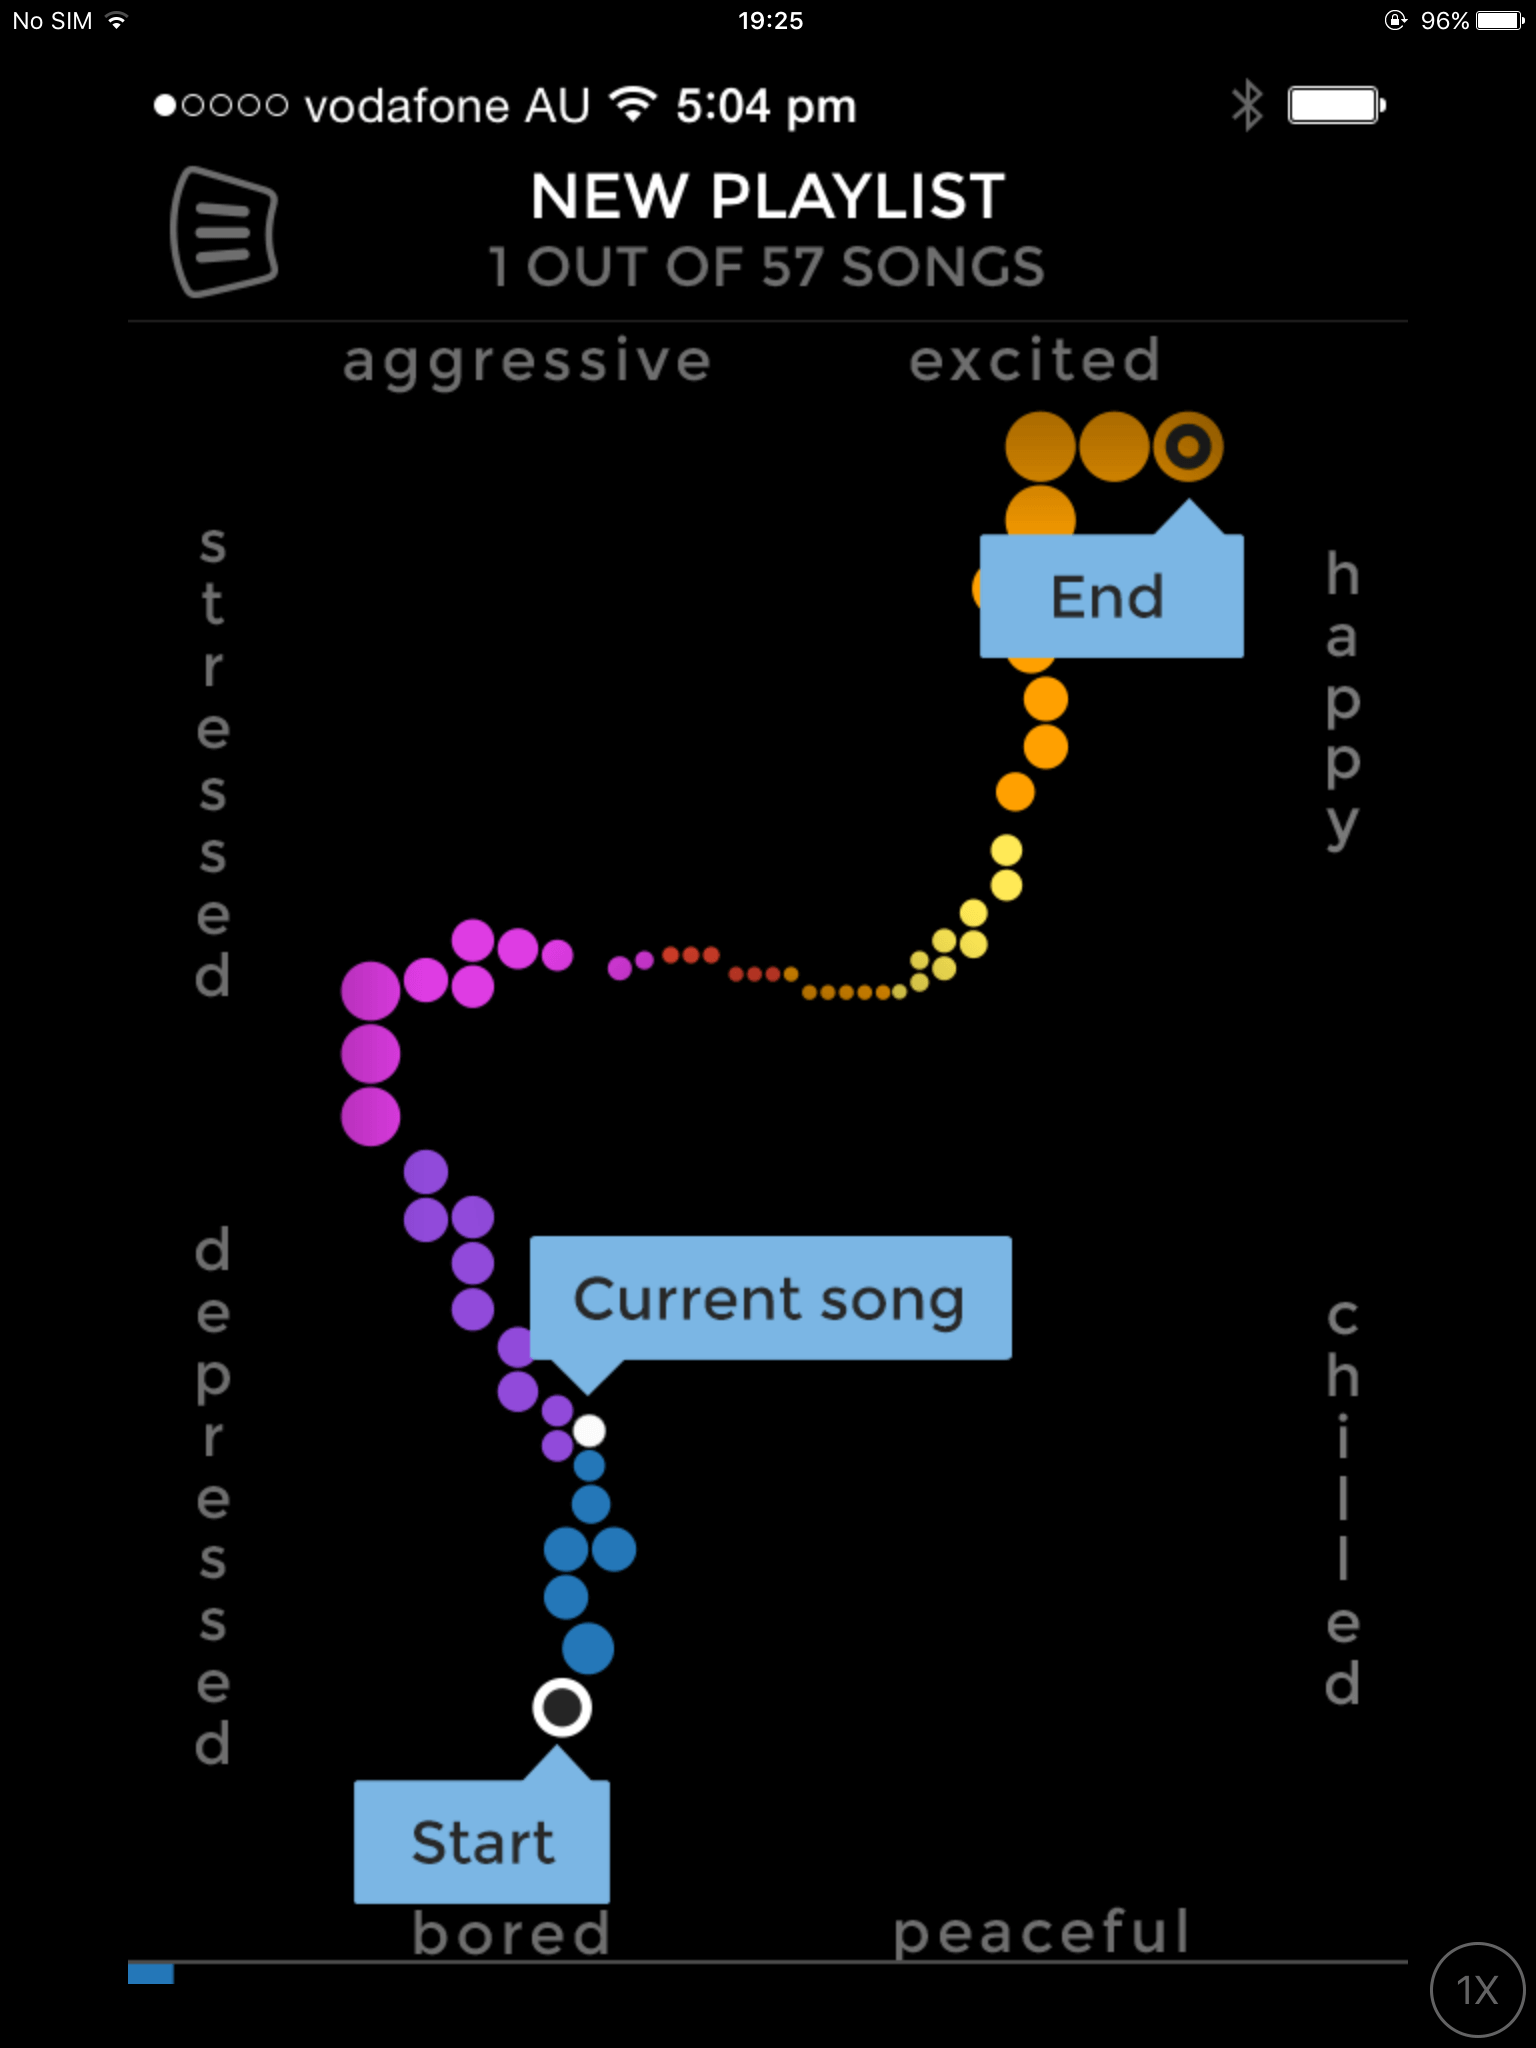 No SIM 19:25 96%
vodafone AU 5:04 pm
NEW PLAYLIST
1 OUT OF 57 SONGS
aggressive excited
stressed
happy
End
depressed
chilled
Current song
Start
bored peaceful
1X